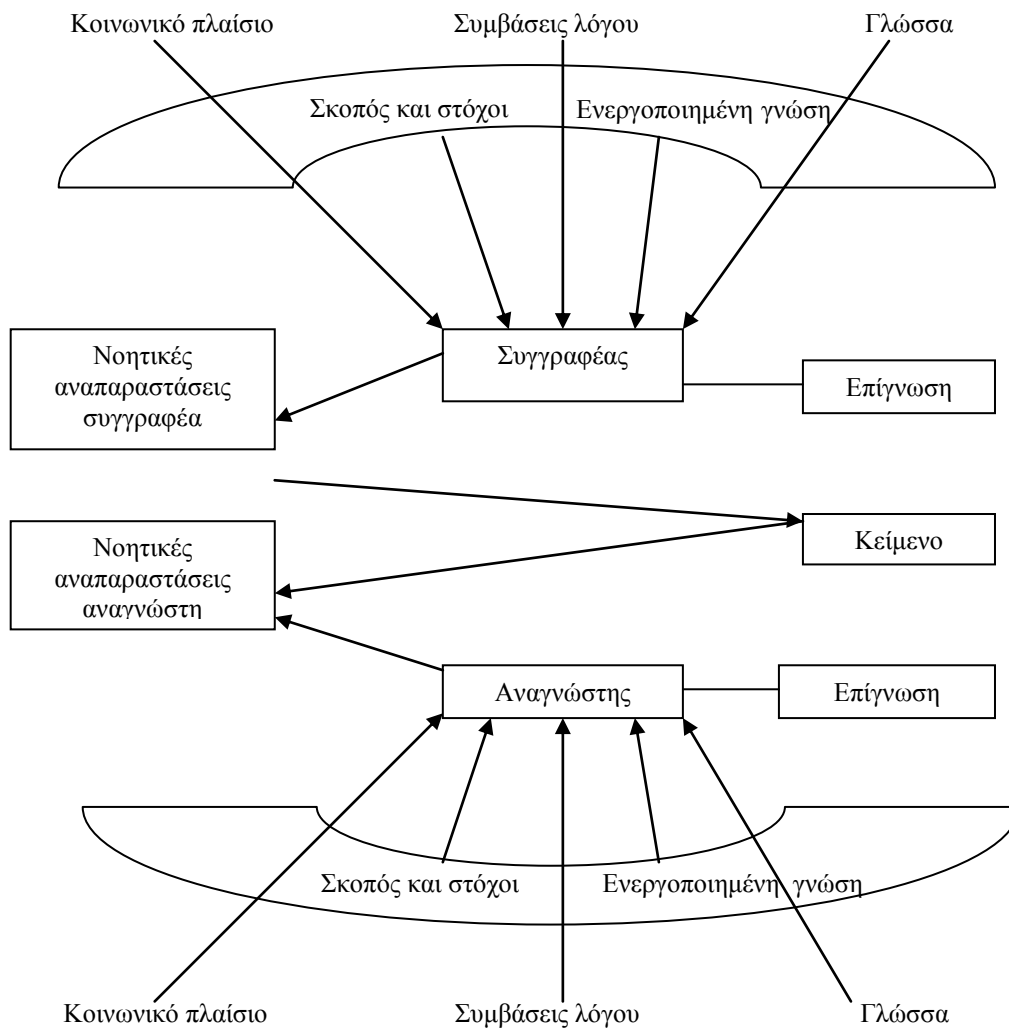 Κοινωνικό πλαίσιο
Συμβάσεις λόγου
Γλώσσα
Σκοπός και στόχοι
Ενεργοποιημένη γνώση
Νοητικές
αναπαραστάσεις
συγγραφέα
Συγγραφέας
Επίγνωση
Νοητικές
αναπαραστάσεις
αναγνώστη
Κείμενο
Αναγνώστης
Επίγνωση
Σκοπός και στόχοι
Ενεργοποιημένη γνώση
Κοινωνικό πλαίσιο
Συμβάσεις λόγου
Γλώσσα